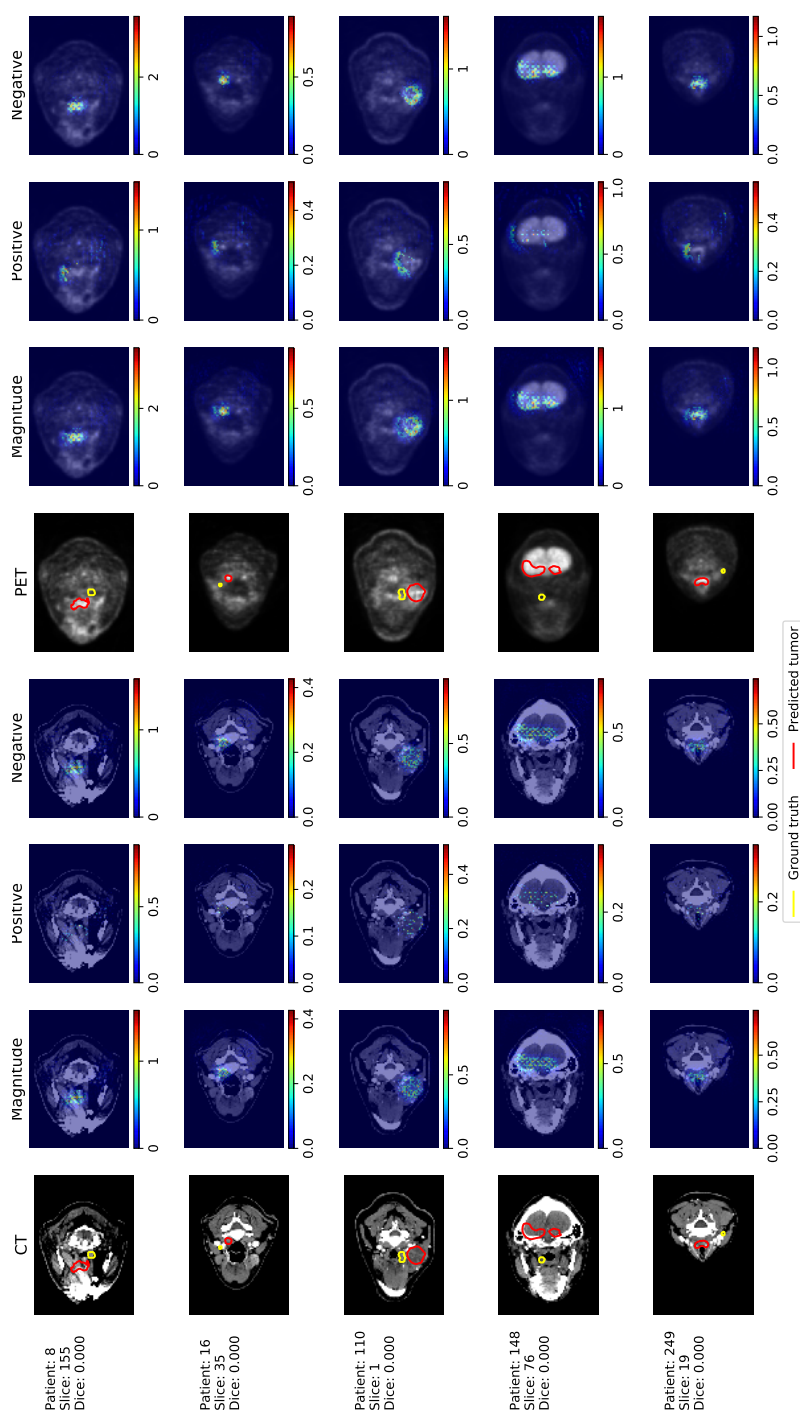 CT Magnitude Positive Negative PET Magnitude Positive Negative
Patient: 8
Slice: 155
Dice: 0.000
0 1 0.0 0.5 0 1 0 2 0 1 0 2
Patient: 16
Slice: 35
Dice: 0.000
0.0 0.2 0.4 0.0 0.1 0.2 0.0 0.2 0.4 0.0 0.5 0.0 0.2 0.4 0.0 0.5
Patient: 110
Slice: 1
Dice: 0.000
0.0 0.5 0.0 0.2 0.4 0.0 0.5 0 1 0.0 0.5 0 1
Patient: 148
Slice: 76
Dice: 0.000
0.0 0.5 0.0 0.2 0.0 0.5 0 1 0.0 0.5 1.0 0 1
Patient: 249
Slice: 19
Dice: 0.000
0.00 0.25 0.50 0.0 0.2 0.00 0.25 0.50 0.0 0.5 1.0 0.0 0.2 0.4 0.0 0.5 1.0
Ground truth Predicted tumor